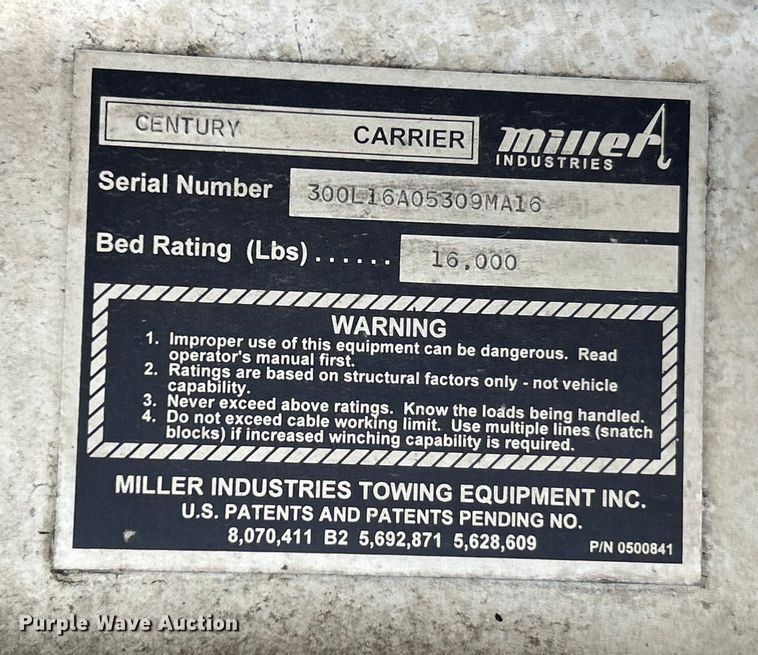 CENTURY CARRIER
miller
INDUSTRIES
Serial Number 300L16A05309MA16
Bed Rating (Lbs)...... 16,000
WARNING
1. Improper use of this equipment can be dangerous. Read
operator's manual first.
2. Ratings are based on structural factors only - not vehicle
capability.
3. Never exceed above ratings. Know the loads being handled.
4. Do not exceed cable working limit. Use multiple lines (snatch
blocks) if increased winching capability is required.
MILLER INDUSTRIES TOWING EQUIPMENT INC.
U.S. PATENTS AND PATENTS PENDING NO.
8,070,411 B2 5,692,871 5,628,609
P/N 0500841
Purple Wave Auction